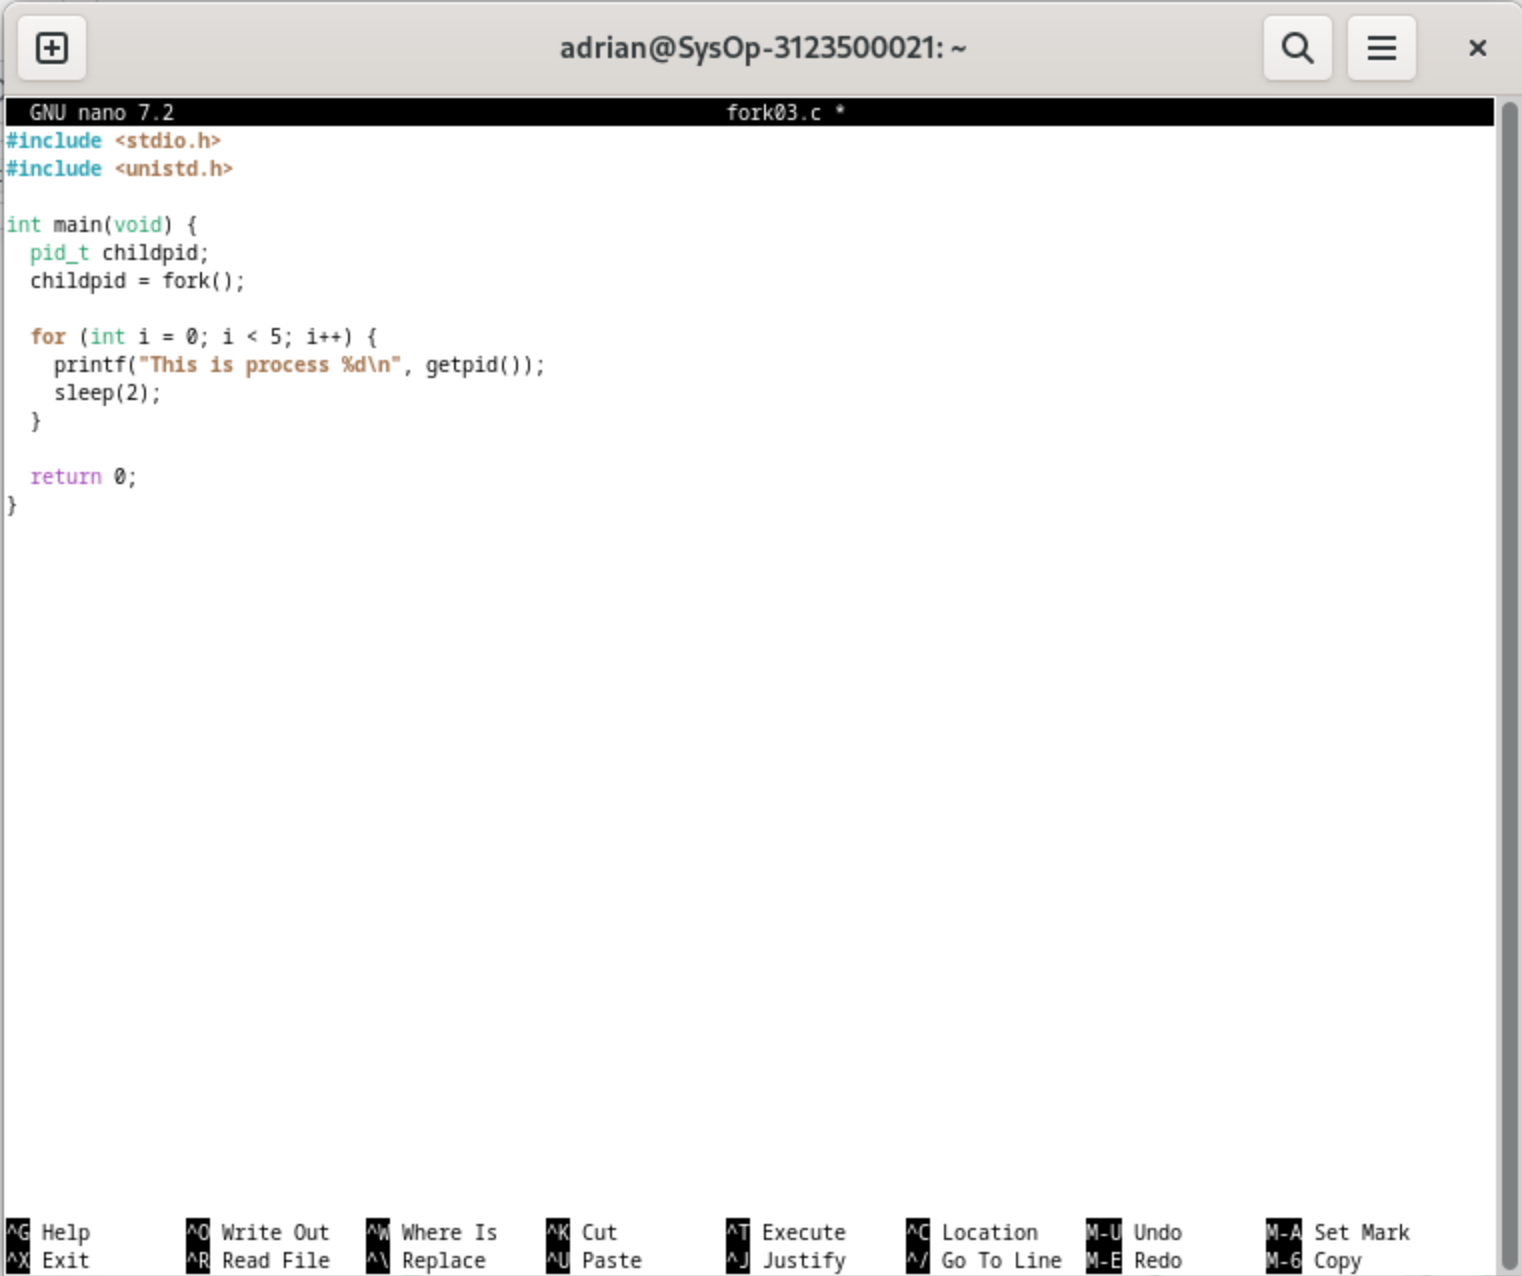 adrian@SysOp-3123500021: ~
GNU nano 7.2 fork03.c *
#include <stdio.h>
#include <unistd.h>
int main(void) {
  pid_t childpid;
  childpid = fork();
  for (int i = 0; i < 5; i++) {
    printf("This is process %d\n", getpid());
    sleep(2);
  }
  return 0;
}
^G Help ^O Write Out ^W Where Is ^K Cut ^T Execute ^C Location M-U Undo M-A Set Mark
^X Exit ^R Read File ^\ Replace ^U Paste ^J Justify ^/ Go To Line M-E Redo M-6 Copy